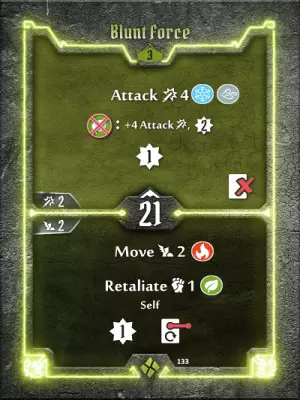 Blunt Force
3
Attack 4
: +4 Attack , 2
1
2
21
2
Move 2
Retaliate 1
Self
1
133